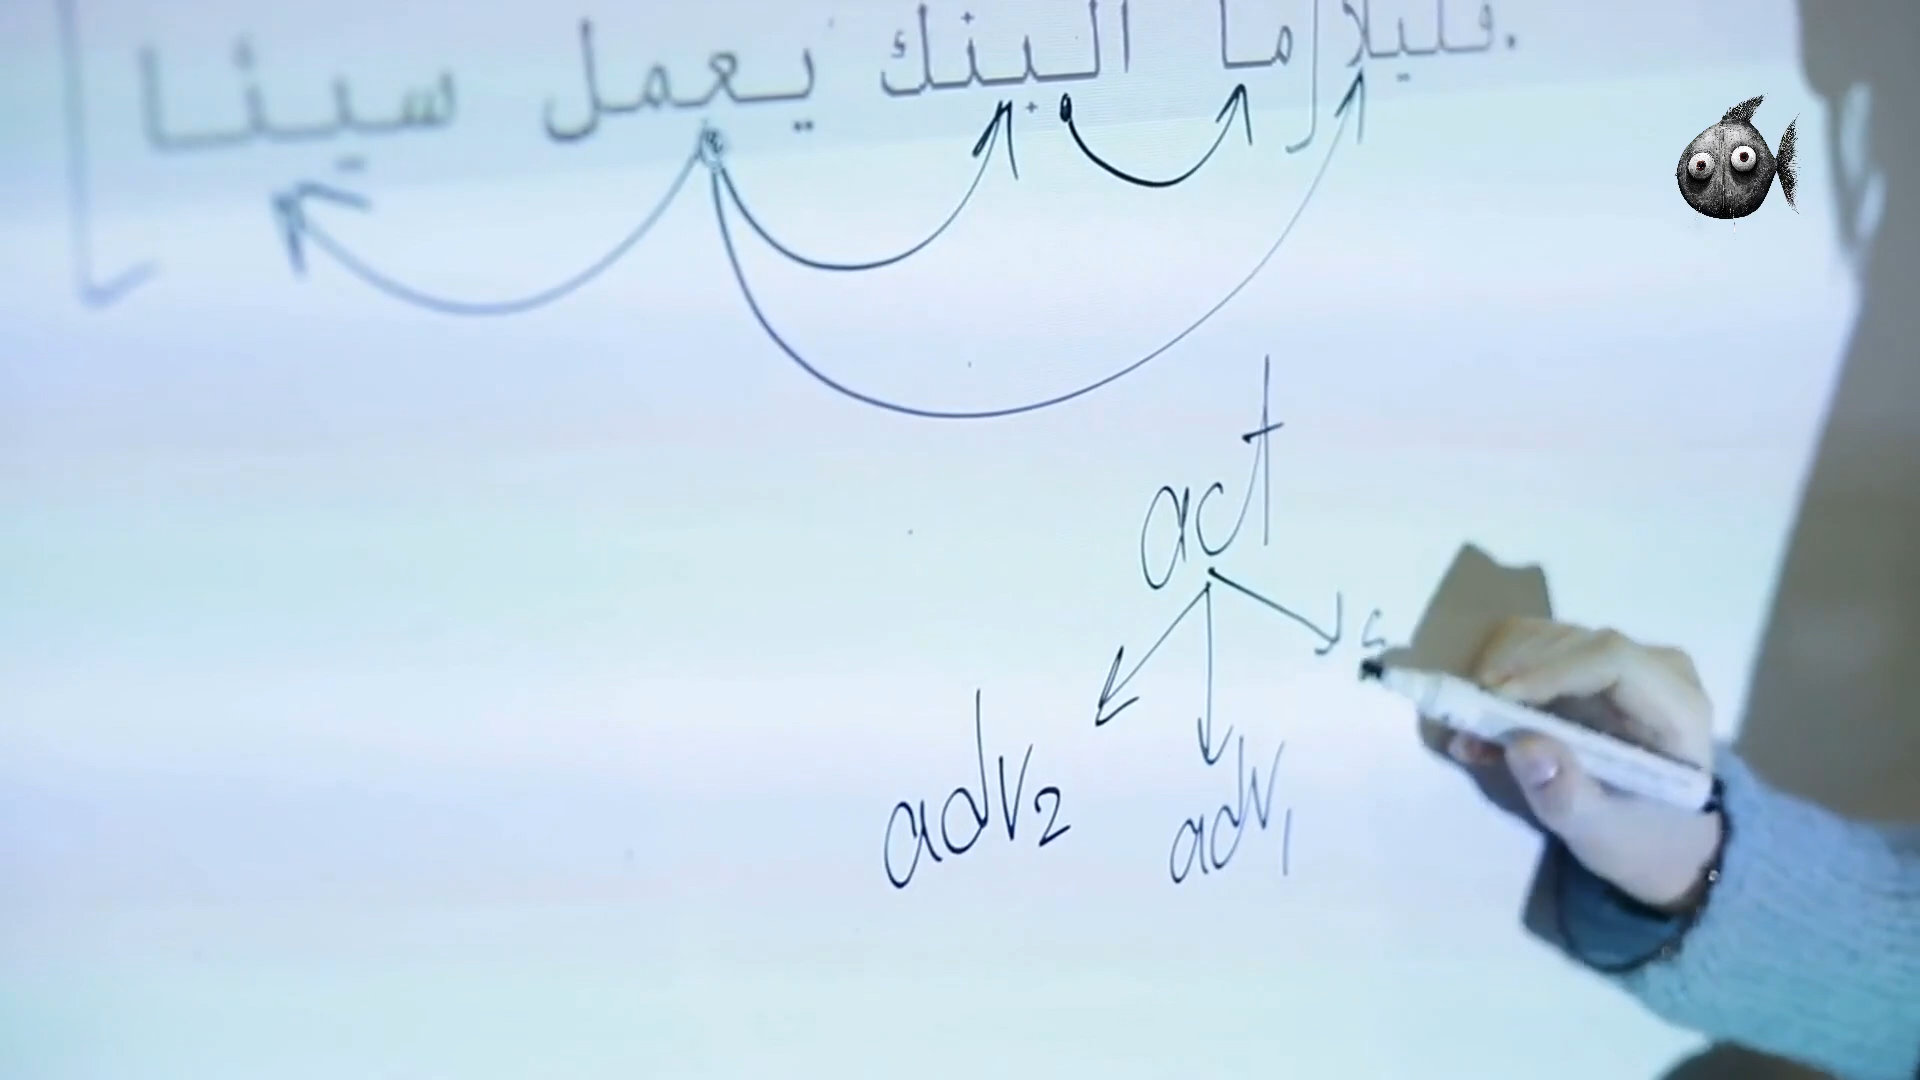 .قليلا ما البنك يعمل سيئا
act
adv2 adv1